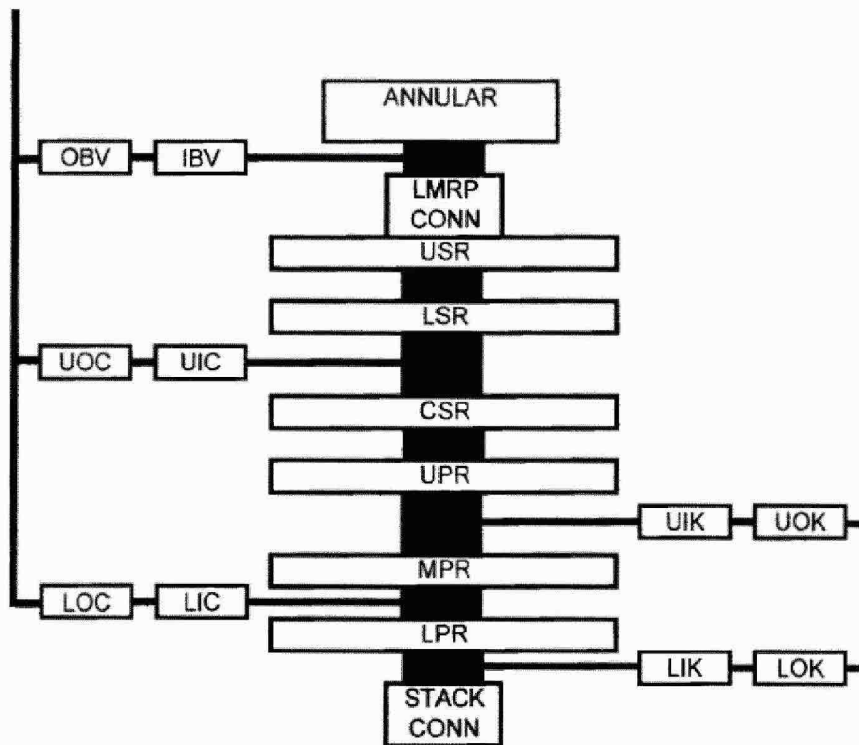 ANNULAR
OBV IBV
LMRP
CONN
USR
LSR
UOC UIC
CSR
UPR
UIK UOK
MPR
LOC LIC
LPR
LIK LOK
STACK
CONN